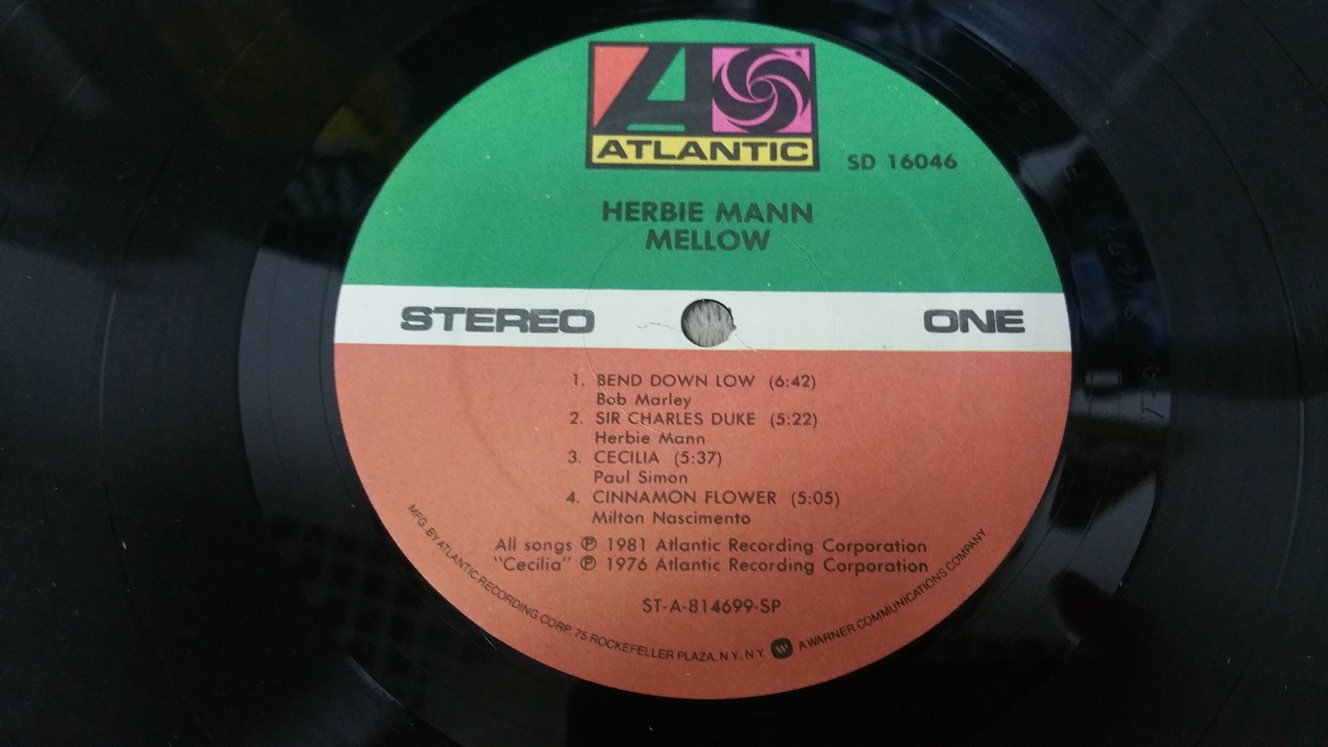 ATLANTIC
SD 16046
HERBIE MANN
MELLOW
STEREO
ONE
1. BEND DOWN LOW (6:42)
Bob Marley
2. SIR CHARLES DUKE (5:22)
Herbie Mann
3. CECILIA (5:37)
Paul Simon
4. CINNAMON FLOWER (5:05)
Milton Nascimento
All songs ℗ 1981 Atlantic Recording Corporation
"Cecilia" ℗ 1976 Atlantic Recording Corporation
ST-A-814699-SP
MFG. BY ATLANTIC RECORDING CORP. 75 ROCKEFELLER PLAZA, N.Y. N.Y. A WARNER COMMUNICATIONS COMPANY